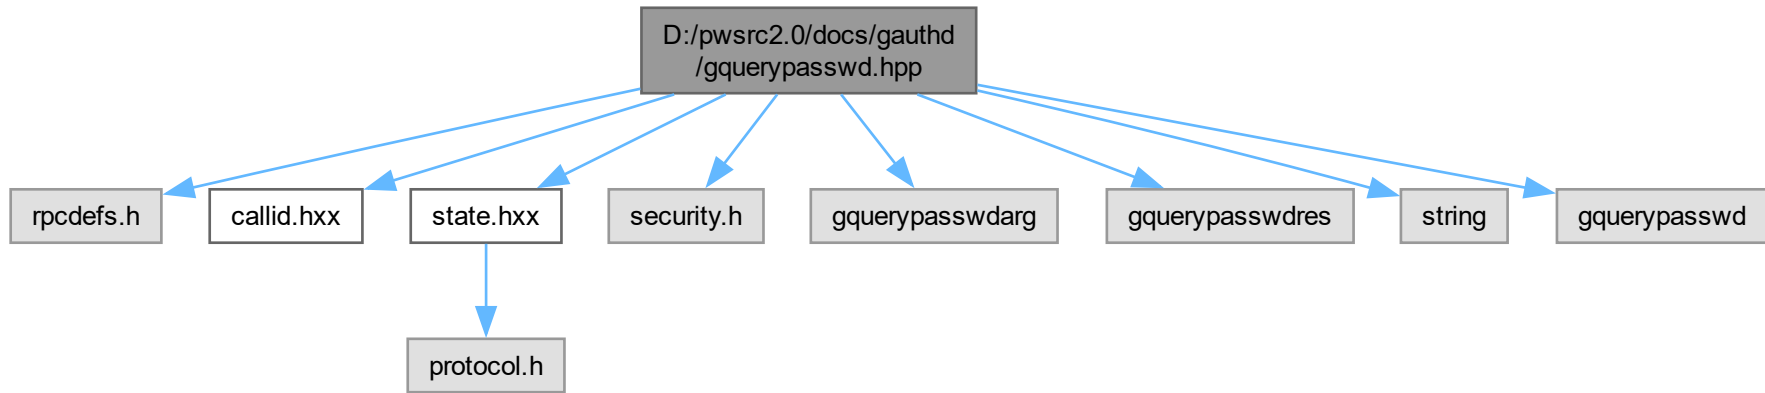 D:/pwsrc2.0/docs/gauthd
/gquerypasswd.hpp
rpcdefs.h
callid.hxx
state.hxx
security.h
gquerypasswdarg
gquerypasswdres
string
gquerypasswd
protocol.h